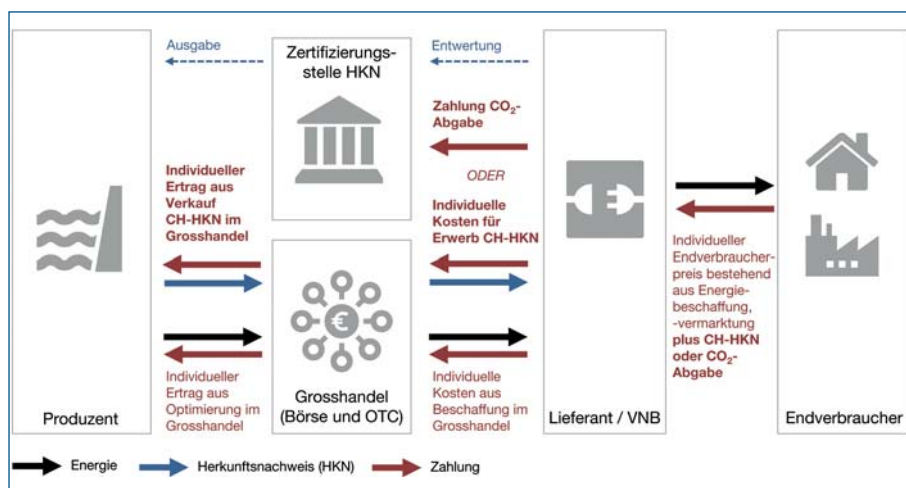 Ausgabe
Zertifizierungs-
stelle HKN
Entwertung
Zahlung CO₂-
Abgabe
ODER
Individueller
Ertrag aus
Verkauf
CH-HKN im
Grosshandel
Individuelle
Kosten für
Erwerb CH-HKN
€
Individueller
Ertrag aus
Optimierung im
Grosshandel
Grosshandel
(Börse und OTC)
Individuelle
Kosten aus
Beschaffung im
Grosshandel
Individueller
Endverbraucher-
preis bestehend
aus Energie-
beschaffung,
-vermarktung
plus CH-HKN
oder CO₂-
Abgabe
Produzent
Lieferant / VNB
Endverbraucher
Energie
Herkunftsnachweis (HKN)
Zahlung